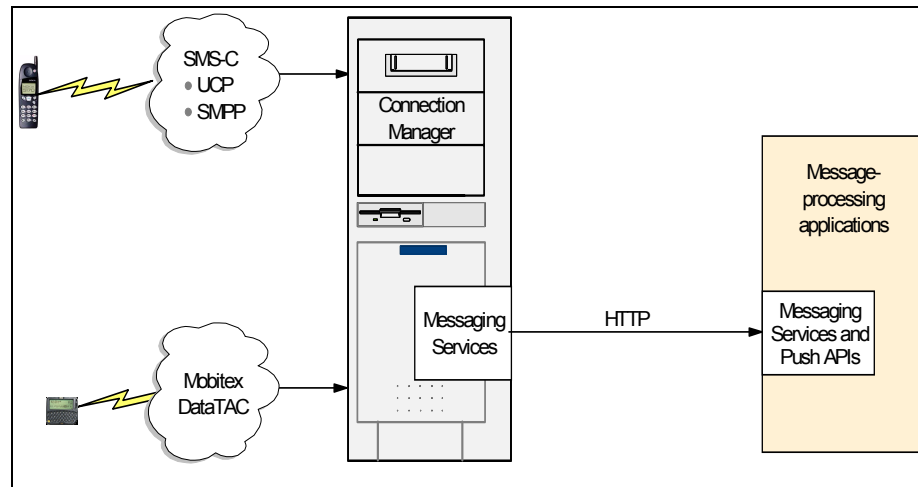 SMS-C
UCP
SMPP
Connection
Manager
Message-
processing
applications
Messaging
Services
HTTP
Messaging
Services and
Push APIs
Mobitex
DataTAC